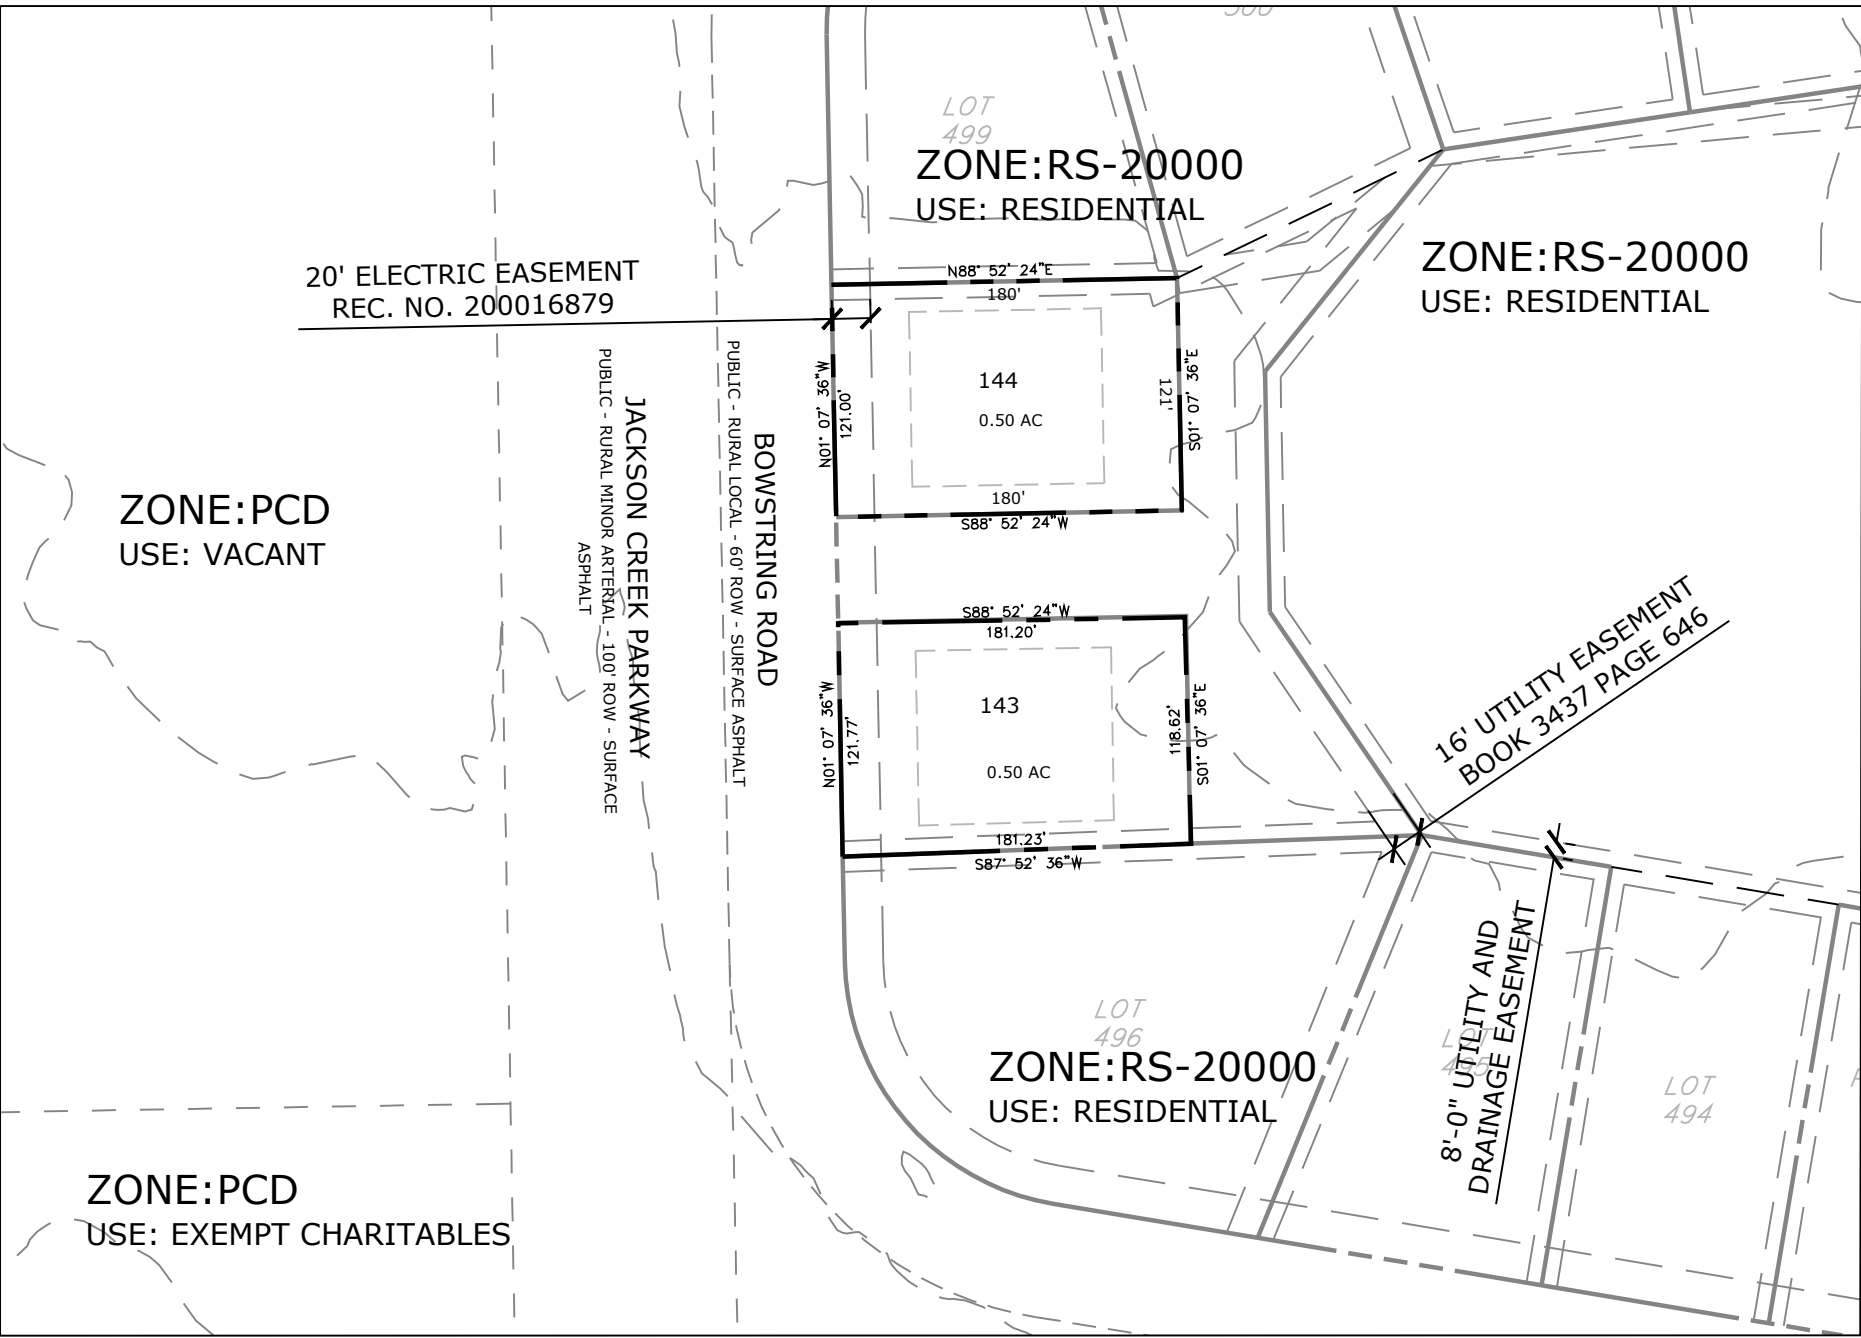 LOT
499
ZONE:RS-20000
USE: RESIDENTIAL
ZONE:RS-20000
USE: RESIDENTIAL
20' ELECTRIC EASEMENT
REC. NO. 200016879
N88° 52' 24"E
180'
N01° 07' 36"W
121.00'
144
0.50 AC
121'
S01° 07' 36"E
180'
S88° 52' 24"W
ZONE:PCD
USE: VACANT
JACKSON CREEK PARKWAY
PUBLIC - RURAL MINOR ARTERIAL - 100' ROW - SURFACE
ASPHALT
BOWSTRING ROAD
PUBLIC - RURAL LOCAL - 60' ROW - SURFACE ASPHALT
S88° 52' 24"W
181.20'
N01° 07' 36"W
121.77'
143
0.50 AC
118.62'
S01° 07' 36"E
181.23'
S87° 52' 36"W
16' UTILITY EASEMENT
BOOK 3437 PAGE 646
8'-0" UTILITY AND
DRAINAGE EASEMENT
LOT
496
ZONE:RS-20000
USE: RESIDENTIAL
LOT
495
LOT
494
ZONE:PCD
USE: EXEMPT CHARITABLES